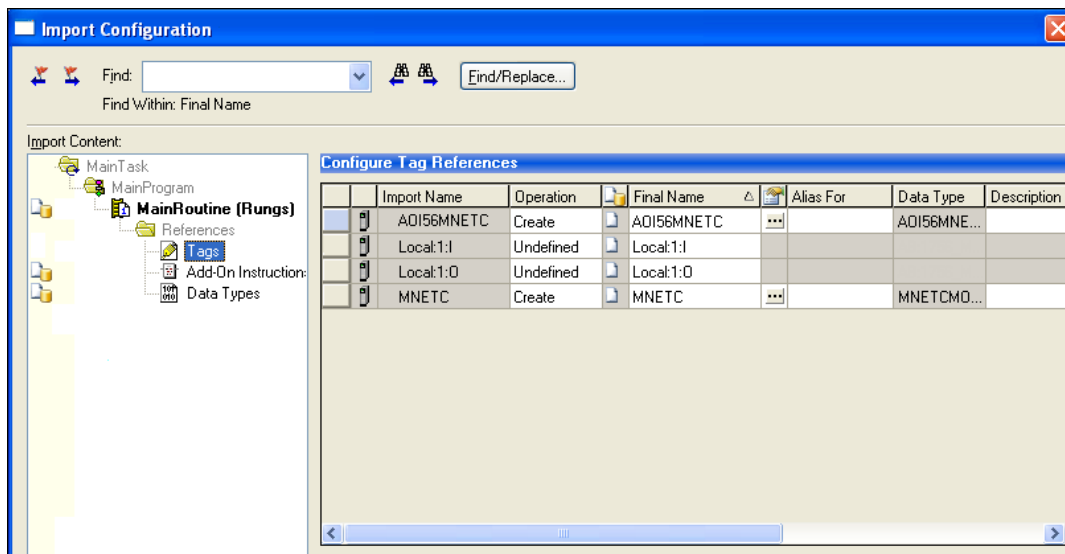 Import Configuration
Find:
Find/Replace...
Find Within: Final Name
Import Content:
MainTask
MainProgram
MainRoutine (Rungs)
References
Tags
Add-On Instruction:
Data Types
Configure Tag References
Import Name Operation Final Name Alias For Data Type Description
AOI56MNETC Create AOI56MNETC ... AOI56MNE...
Local:1:I Undefined Local:1:I
Local:1:O Undefined Local:1:O
MNETC Create MNETC ... MNETCMO...